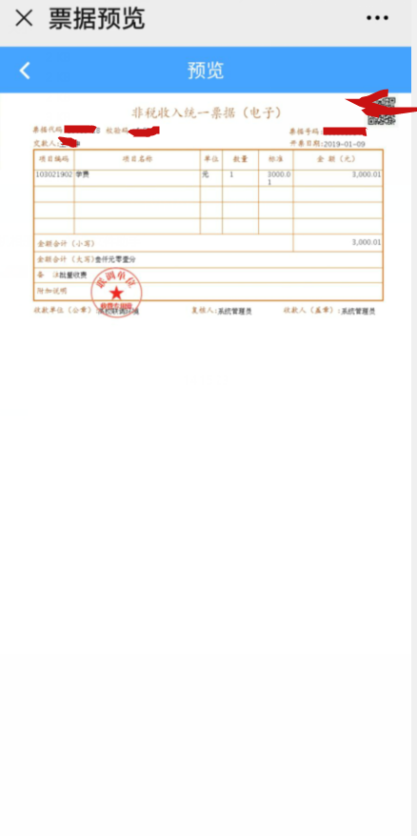 票据预览
预览
非税收入统一票据（电子）
票据代码: 校验码:
票据号码:
交款人:
开票日期:2019-01-09
项目编码 项目名称 单位 数量 标准 金 额（元）
103021902 学费 元 1 3000.01 3,000.01
金额合计（小写） 3,000.01
金额合计（大写）叁仟元零壹分
备 注 批量收费
附加说明
联调单位
收款单位（公章）
复核人:系统管理员 收款人（盖章）:系统管理员